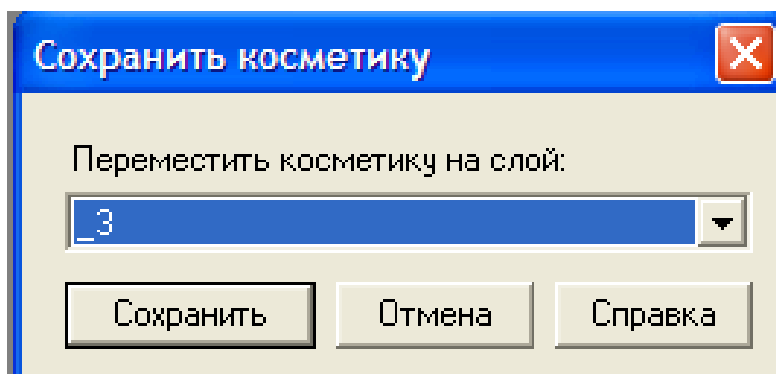 Сохранить косметику
Переместить косметику на слой:
_3
Сохранить Отмена Справка